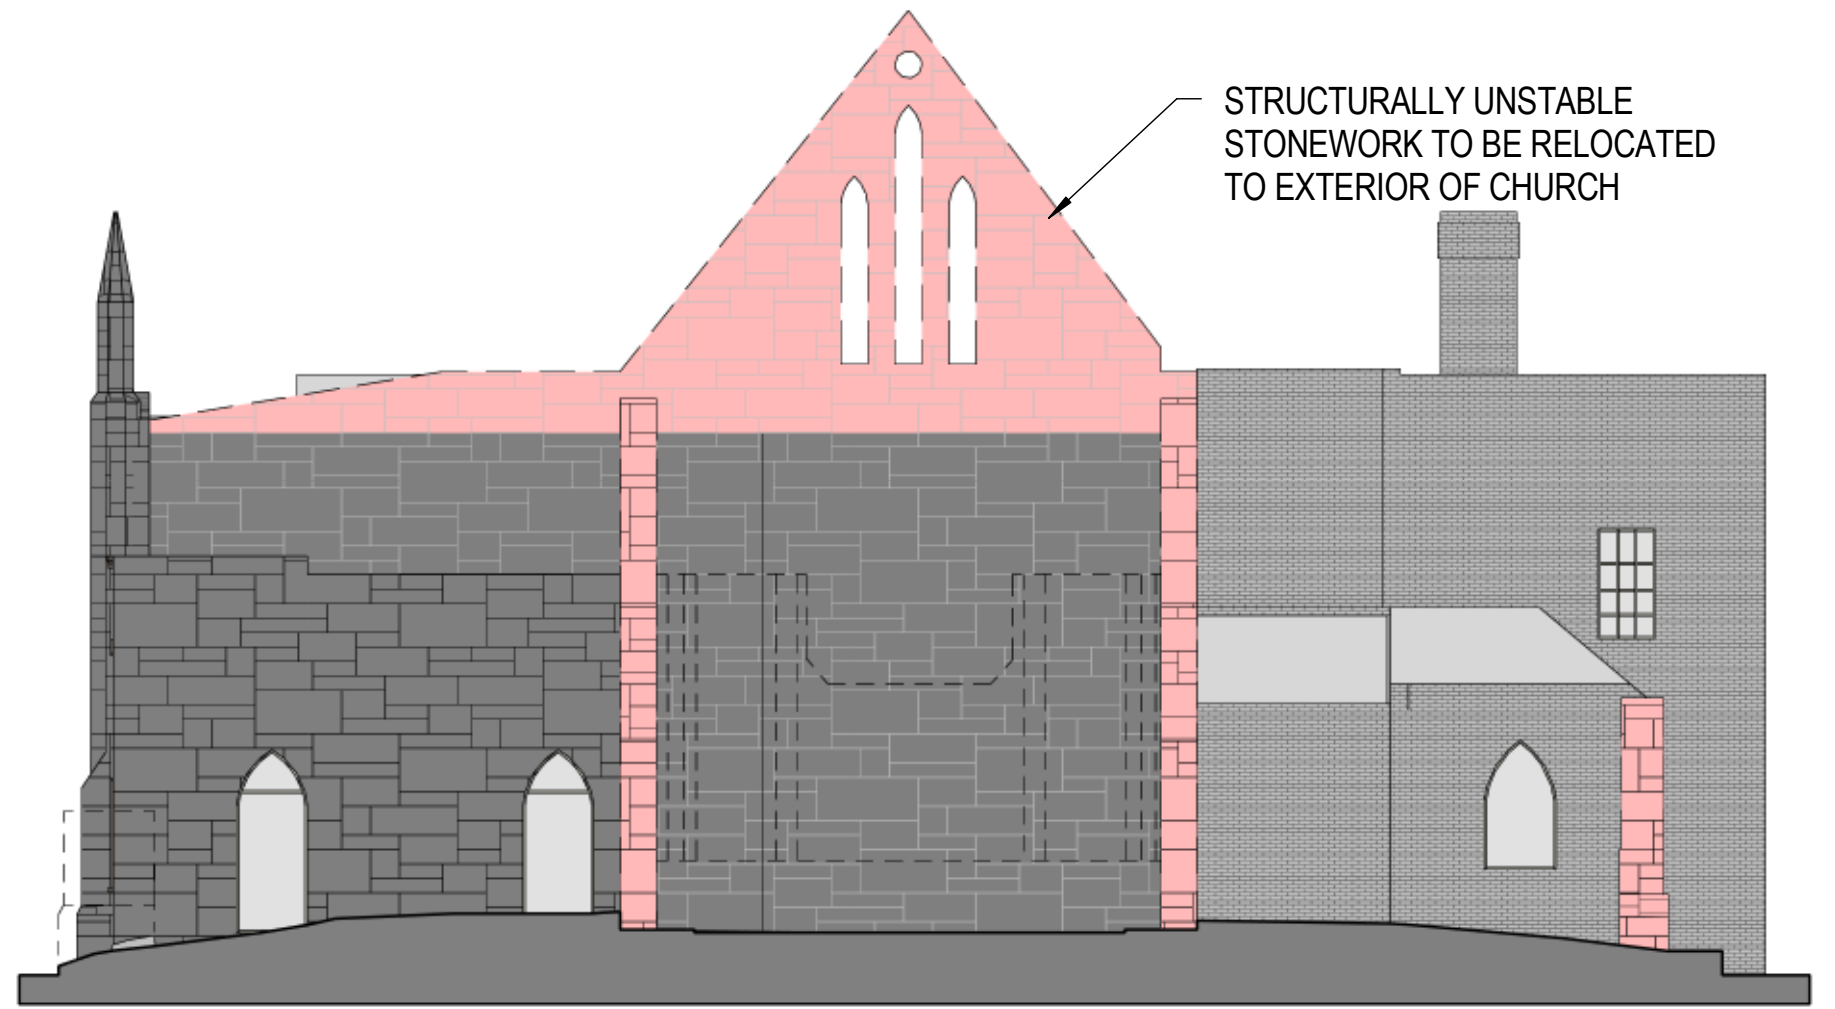 STRUCTURALLY UNSTABLE
STONEWORK TO BE RELOCATED
TO EXTERIOR OF CHURCH